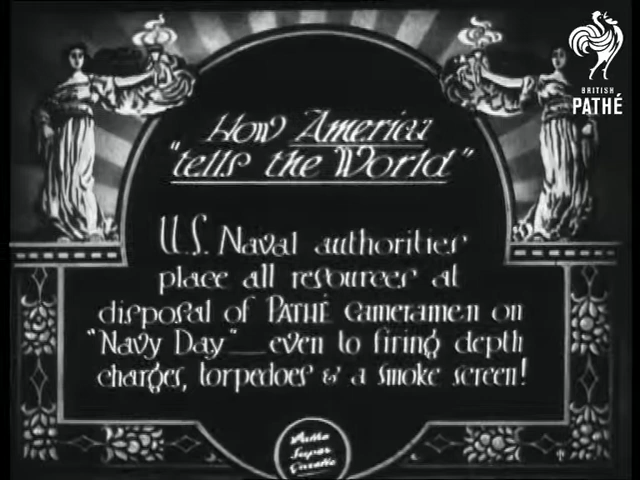 BRITISH
PATHÉ
How America
"tells the World"
U.S. Naval authorities
place all resources at
disposal of PATHÉ cameramen on
"Navy Day" — even to firing depth
charges, torpedoes & a smoke screen!
Pathe
Super
Gazette